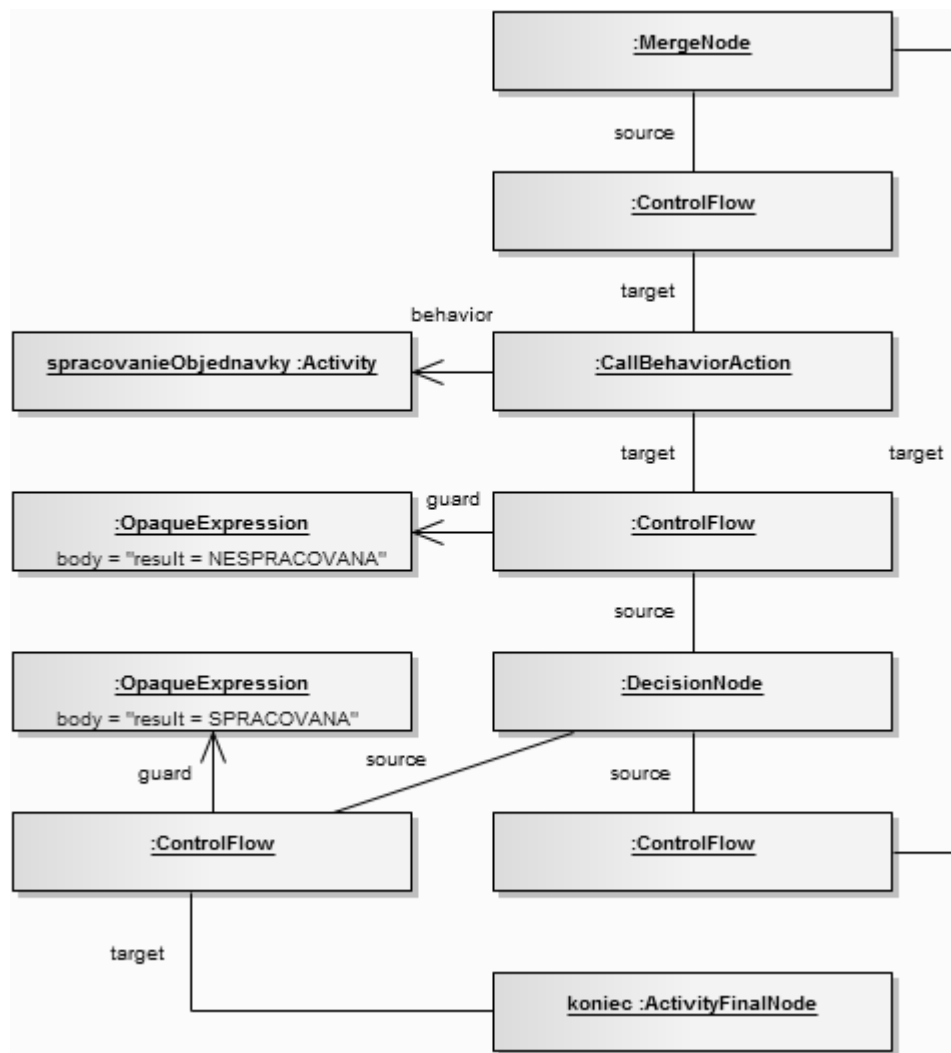 :MergeNode
source
:ControlFlow
target
behavior
spracovanieObjednavky :Activity
:CallBehaviorAction
target
target
guard
:OpaqueExpression
body = "result = NESPRACOVANA"
:ControlFlow
source
:OpaqueExpression
body = "result = SPRACOVANA"
:DecisionNode
guard
source
source
:ControlFlow
:ControlFlow
target
koniec :ActivityFinalNode